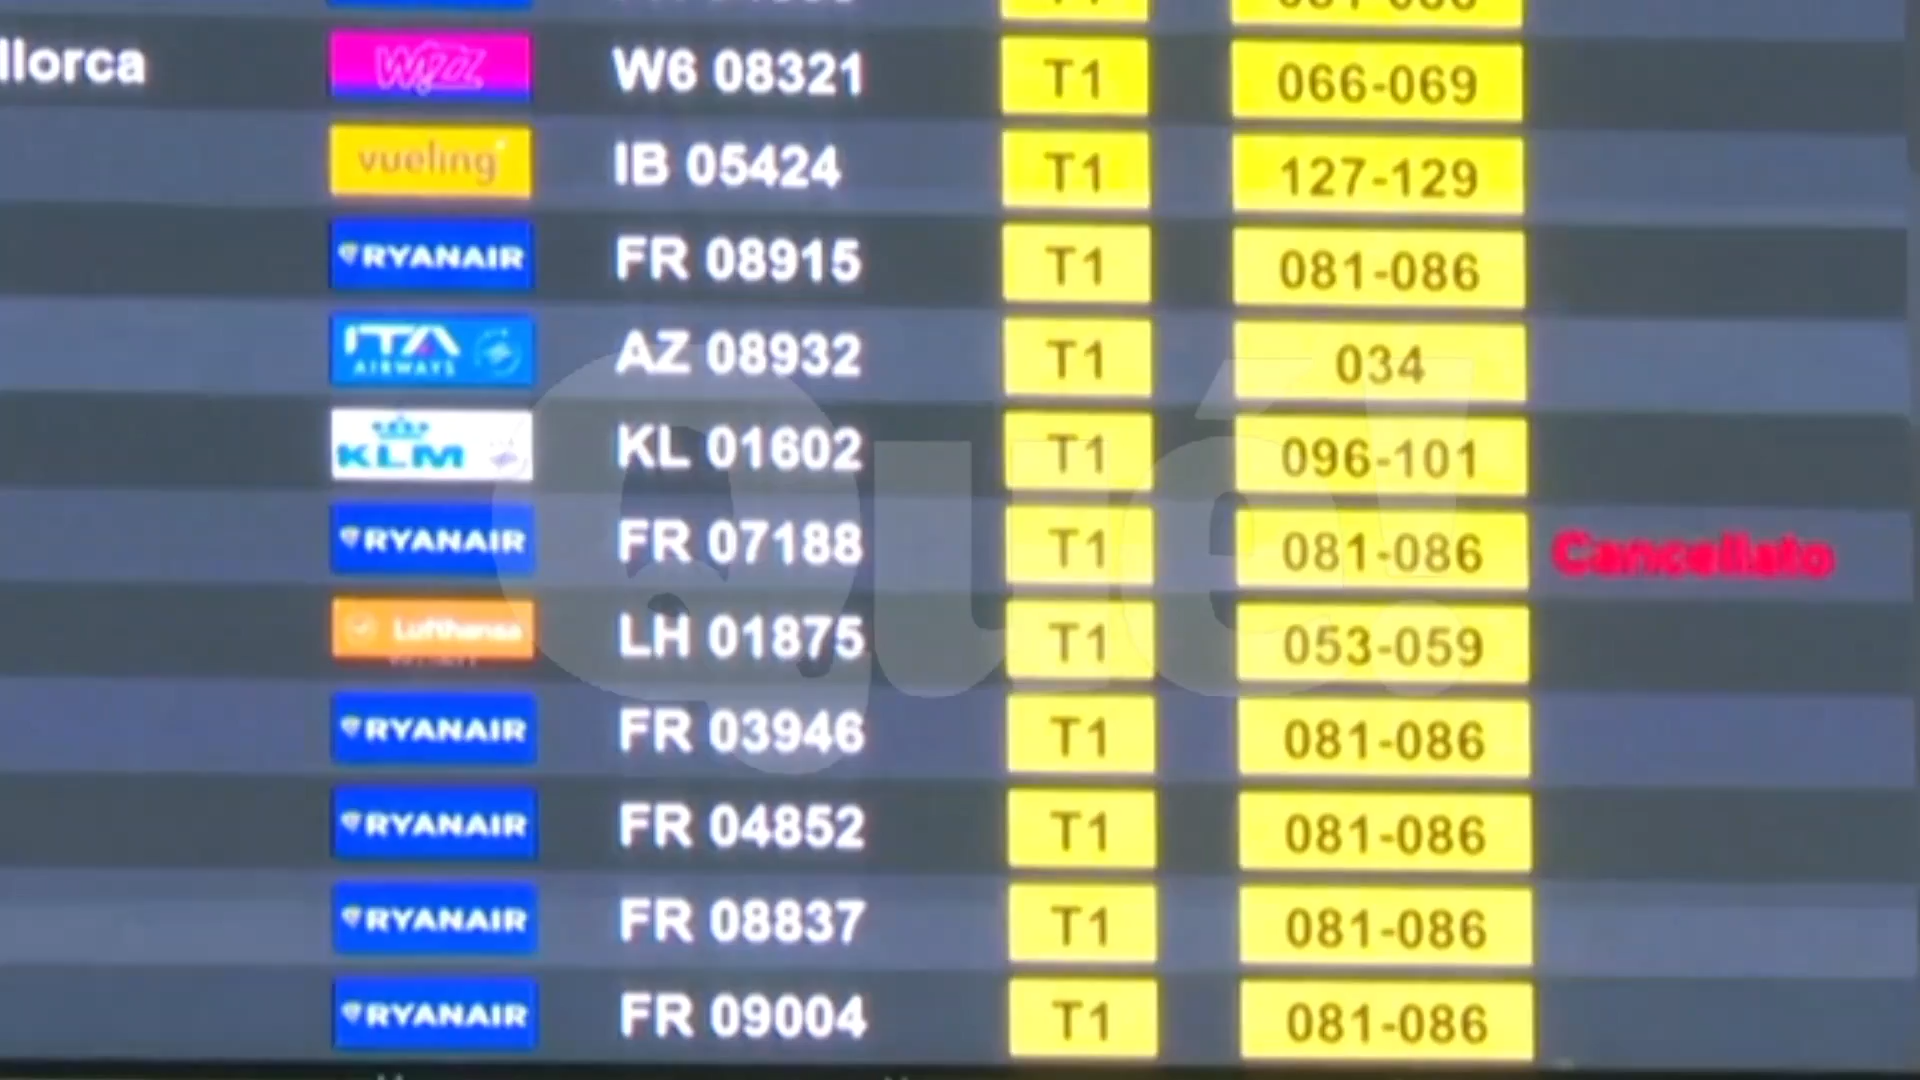 llorca WIZZ W6 08321 T1 066-069
vueling IB 05424 T1 127-129
RYANAIR FR 08915 T1 081-086
ITA AIRWAYS AZ 08932 T1 034
KLM KL 01602 T1 096-101
RYANAIR FR 07188 T1 081-086 Cancellato
Lufthansa LH 01875 T1 053-059
RYANAIR FR 03946 T1 081-086
RYANAIR FR 04852 T1 081-086
RYANAIR FR 08837 T1 081-086
RYANAIR FR 09004 T1 081-086
Qué!